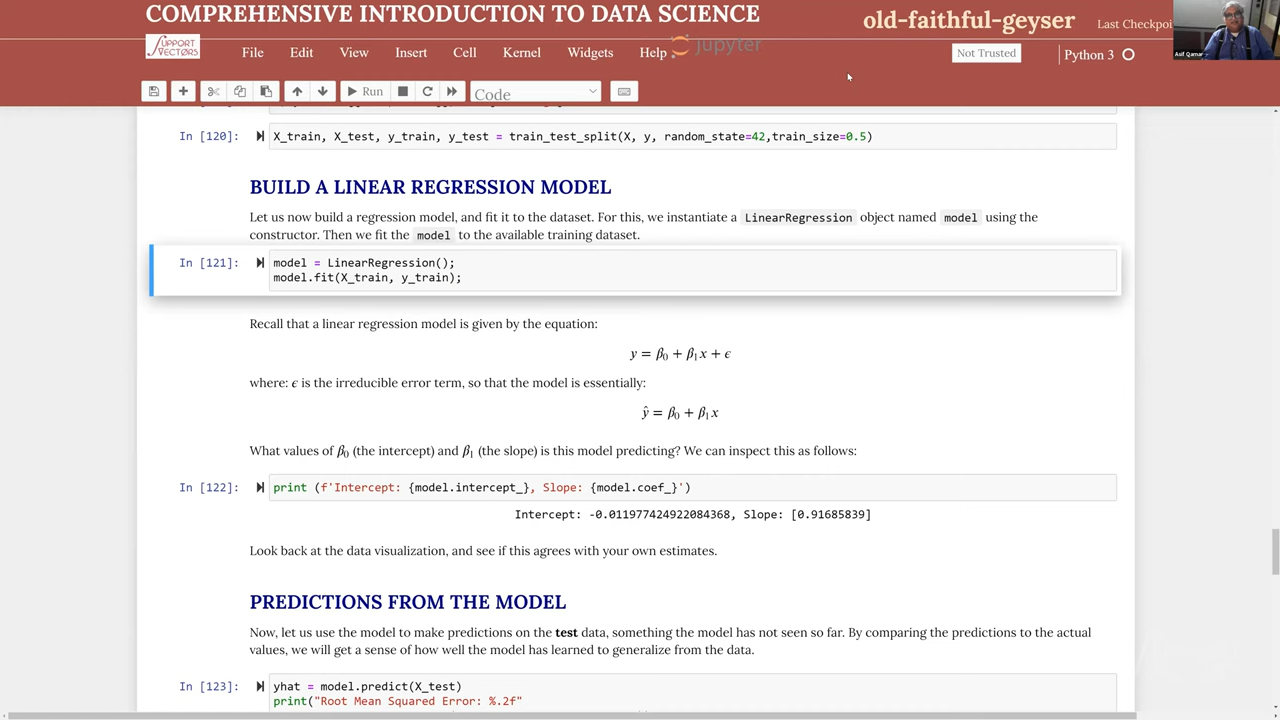 COMPREHENSIVE INTRODUCTION TO DATA SCIENCE
old-faithful-geyser
Last Checkpoi
SUPPORT VECTORS
File Edit View Insert Cell Kernel Widgets Help
jupyter
Not Trusted
Python 3
Asif Qamar
Run
Code
In [120]: X_train, X_test, y_train, y_test = train_test_split(X, y, random_state=42,train_size=0.5)
BUILD A LINEAR REGRESSION MODEL
Let us now build a regression model, and fit it to the dataset. For this, we instantiate a LinearRegression object named model using the
constructor. Then we fit the model to the available training dataset.
In [121]: model = LinearRegression();
model.fit(X_train, y_train);
Recall that a linear regression model is given by the equation:
y = β₀ + β₁x + ϵ
where: ϵ is the irreducible error term, so that the model is essentially:
ŷ = β₀ + β₁x
What values of β₀ (the intercept) and β₁ (the slope) is this model predicting? We can inspect this as follows:
In [122]: print (f'Intercept: {model.intercept_}, Slope: {model.coef_}')
Intercept: -0.011977424922084368, Slope: [0.91685839]
Look back at the data visualization, and see if this agrees with your own estimates.
PREDICTIONS FROM THE MODEL
Now, let us use the model to make predictions on the test data, something the model has not seen so far. By comparing the predictions to the actual
values, we will get a sense of how well the model has learned to generalize from the data.
In [123]: yhat = model.predict(X_test)
print("Root Mean Squared Error: %.2f"